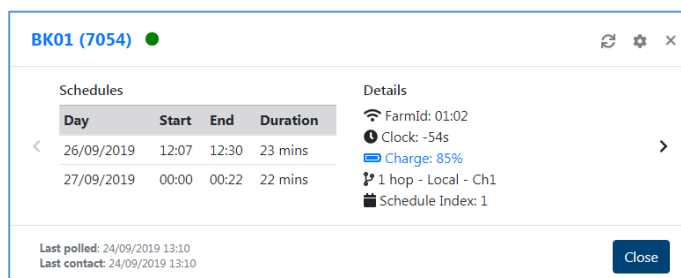 BK01 (7054)
Schedules
Day Start End Duration
26/09/2019 12:07 12:30 23 mins
27/09/2019 00:00 00:22 22 mins
Details
FarmId: 01:02
Clock: -54s
Charge: 85%
1 hop - Local - Ch1
Schedule Index: 1
Last polled: 24/09/2019 13:10
Last contact: 24/09/2019 13:10
Close